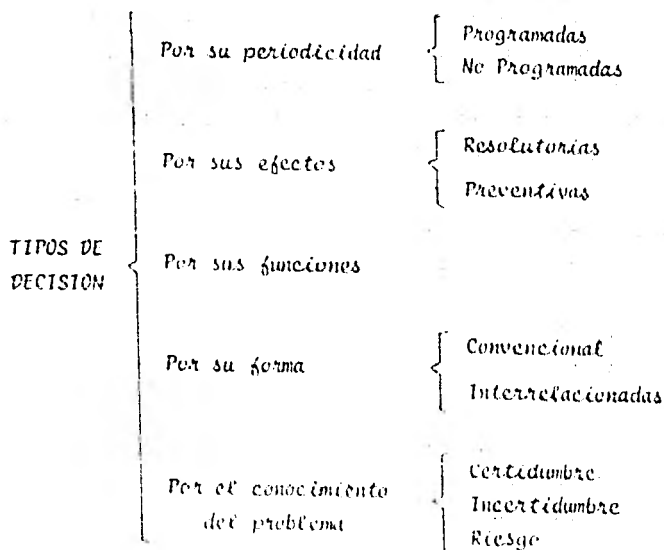 Por su periodicidad
Programadas
No Programadas
Por sus efectos
Resolutorias
Preventivas
TIPOS DE
DECISION
Por sus funciones
Por su forma
Convencional
Interrelacionadas
Por el conocimiento
del problema
Certidumbre
Incertidumbre
Riesgo